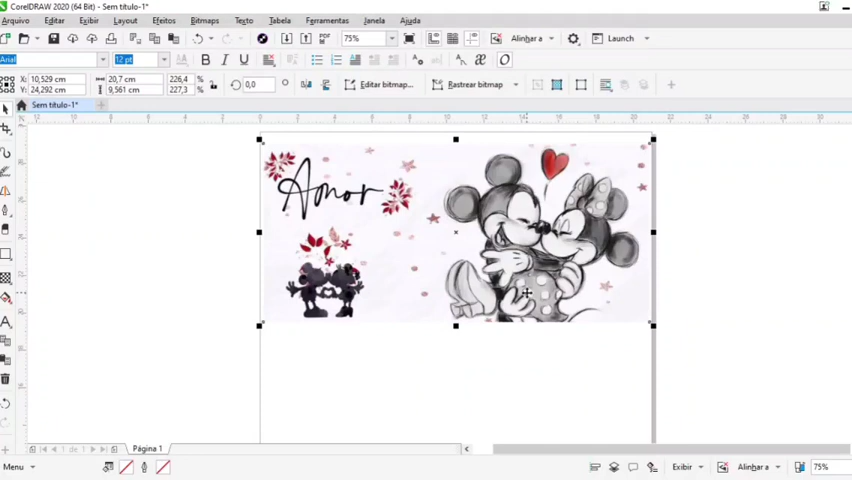 CorelDRAW 2020 (64 Bit) - Sem titulo-1*
Arquivo Editar Exibir Layout Efeitos Bitmaps Texto Tabela Ferramentas Janela Ajuda
75% PDF Alinhar a Launch
Arial 12 pt B I U O
X: 10,529 cm 20,7 cm 226,4 %
Y: 24,292 cm 9,561 cm 227,3 % 0,0 Editar bitmap... Rastrear bitmap
Sem titulo-1*
Amor
1 de 1 Página 1
Menu Exibir Alinhar a 75%